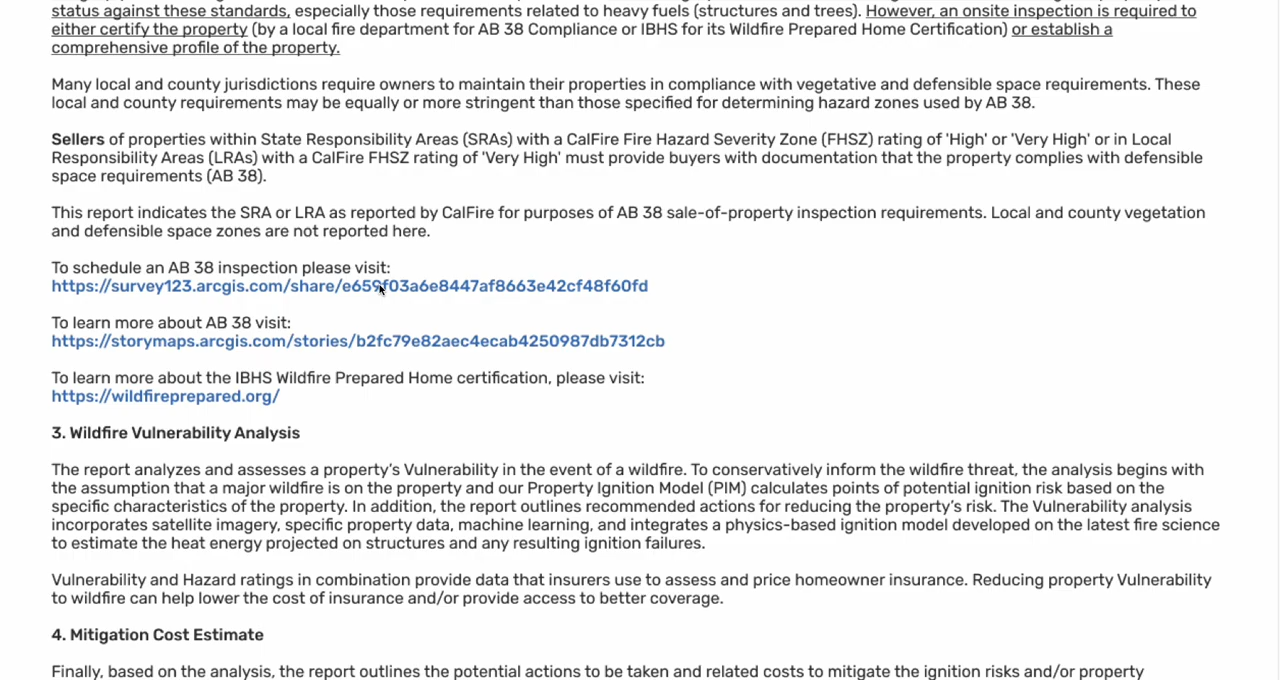 status against these standards, especially those requirements related to heavy fuels (structures and trees). However, an onsite inspection is required to
either certify the property (by a local fire department for AB 38 Compliance or IBHS for its Wildfire Prepared Home Certification) or establish a
comprehensive profile of the property.
Many local and county jurisdictions require owners to maintain their properties in compliance with vegetative and defensible space requirements. These
local and county requirements may be equally or more stringent than those specified for determining hazard zones used by AB 38.
Sellers of properties within State Responsibility Areas (SRAs) with a CalFire Fire Hazard Severity Zone (FHSZ) rating of 'High' or 'Very High' or in Local
Responsibility Areas (LRAs) with a CalFire FHSZ rating of 'Very High' must provide buyers with documentation that the property complies with defensible
space requirements (AB 38).
This report indicates the SRA or LRA as reported by CalFire for purposes of AB 38 sale-of-property inspection requirements. Local and county vegetation
and defensible space zones are not reported here.
To schedule an AB 38 inspection please visit:
https://survey123.arcgis.com/share/e659f03a6e8447af8663e42cf48f60fd
To learn more about AB 38 visit:
https://storymaps.arcgis.com/stories/b2fc79e82aec4ecab4250987db7312cb
To learn more about the IBHS Wildfire Prepared Home certification, please visit:
https://wildfireprepared.org/
3. Wildfire Vulnerability Analysis
The report analyzes and assesses a property's Vulnerability in the event of a wildfire. To conservatively inform the wildfire threat, the analysis begins with
the assumption that a major wildfire is on the property and our Property Ignition Model (PIM) calculates points of potential ignition risk based on the
specific characteristics of the property. In addition, the report outlines recommended actions for reducing the property's risk. The Vulnerability analysis
incorporates satellite imagery, specific property data, machine learning, and integrates a physics-based ignition model developed on the latest fire science
to estimate the heat energy projected on structures and any resulting ignition failures.
Vulnerability and Hazard ratings in combination provide data that insurers use to assess and price homeowner insurance. Reducing property Vulnerability
to wildfire can help lower the cost of insurance and/or provide access to better coverage.
4. Mitigation Cost Estimate
Finally, based on the analysis, the report outlines the potential actions to be taken and related costs to mitigate the ignition risks and/or property